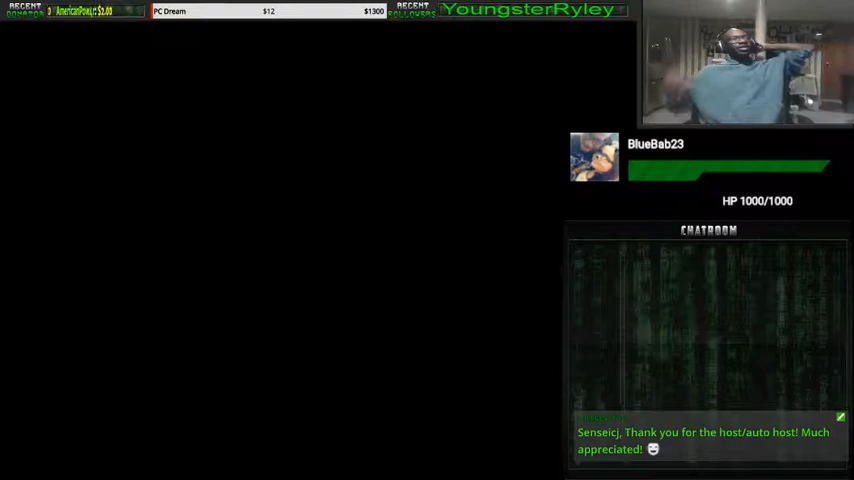 RECENT
DONATOR
AmericanPow(r: $2.00
PC Dream
$12
$1300
RECENT
FOLLOWERS
YoungsterRyley
BlueBab23
HP 1000/1000
CHATROOM
Senseicj, Thank you for the host/auto host! Much
appreciated!